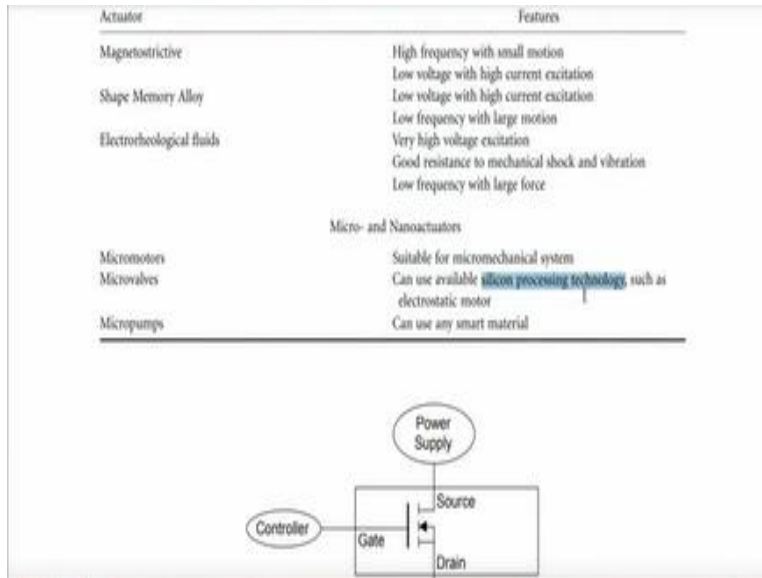 Actuator Features
Magnetostrictive High frequency with small motion
Low voltage with high current excitation
Shape Memory Alloy Low voltage with high current excitation
Low frequency with large motion
Electrorheological fluids Very high voltage excitation
Good resistance to mechanical shock and vibration
Low frequency with large force
Micro- and Nanoactuators
Micromotors Suitable for micromechanical system
Microvalves Can use available silicon processing technology, such as
electrostatic motor
Micropumps Can use any smart material
Power
Supply
Source
Controller
Gate
Drain